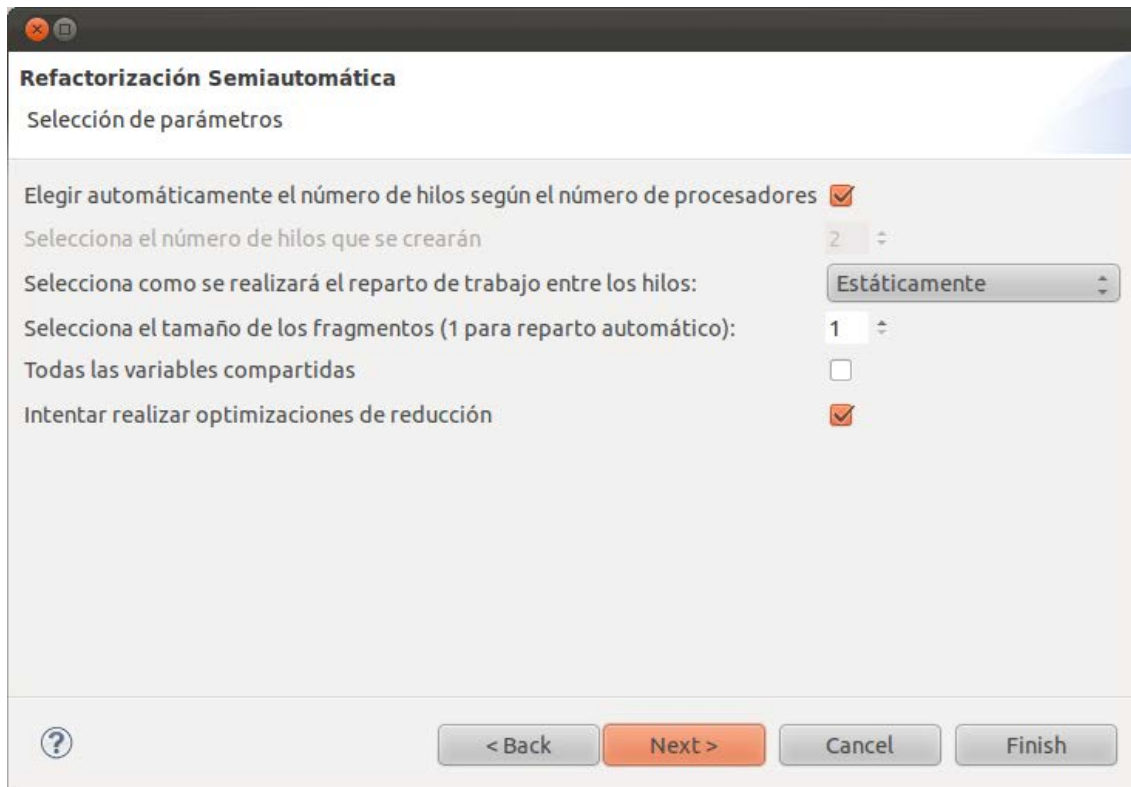 Refactorización Semiautomática
Selección de parámetros
Elegir automáticamente el número de hilos según el número de procesadores
Selecciona el número de hilos que se crearán 2
Selecciona como se realizará el reparto de trabajo entre los hilos: Estáticamente
Selecciona el tamaño de los fragmentos (1 para reparto automático): 1
Todas las variables compartidas
Intentar realizar optimizaciones de reducción
? < Back Next > Cancel Finish